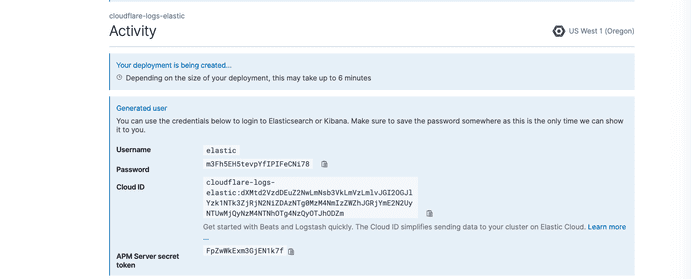 cloudflare-logs-elastic
Activity
US West 1 (Oregon)
Your deployment is being created...
Depending on the size of your deployment, this may take up to 6 minutes
Generated user
You can use the credentials below to login to Elasticsearch or Kibana. Make sure to save the password somewhere as this is the only time we can show
it to you.
Username
elastic
Password
m3Fh5EH5tevpYfIPIFeCNi78
Cloud ID
cloudflare-logs-
elastic:dXMtd2VzdDEuZ2NwLmNsb3VkLmVzLmlvJGI2OGJl
Yzk1NTk3ZjRjN2NiZDAzNTg0MzM4NmIzZWZhJGRjYmE2N2Uy
NTUwMjQyNzM4NTNhOTg4NzQyOTJhODZm
Get started with Beats and Logstash quickly. The Cloud ID simplifies sending data to your cluster on Elastic Cloud. Learn more
...
APM Server secret
token
FpZwWkExm3GjEN1k7f